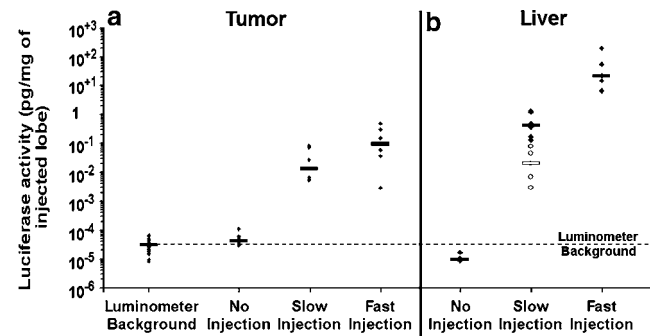 a Tumor b Liver
Luciferase activity (pg/mg of
injected lobe)
10+3
10+2
10+1
1
10-1
10-2
10-3
10-4
10-5
10-6
Luminometer
Background
Luminometer
Background
No
Injection
Slow
Injection
Fast
Injection
No
Injection
Slow
Injection
Fast
Injection